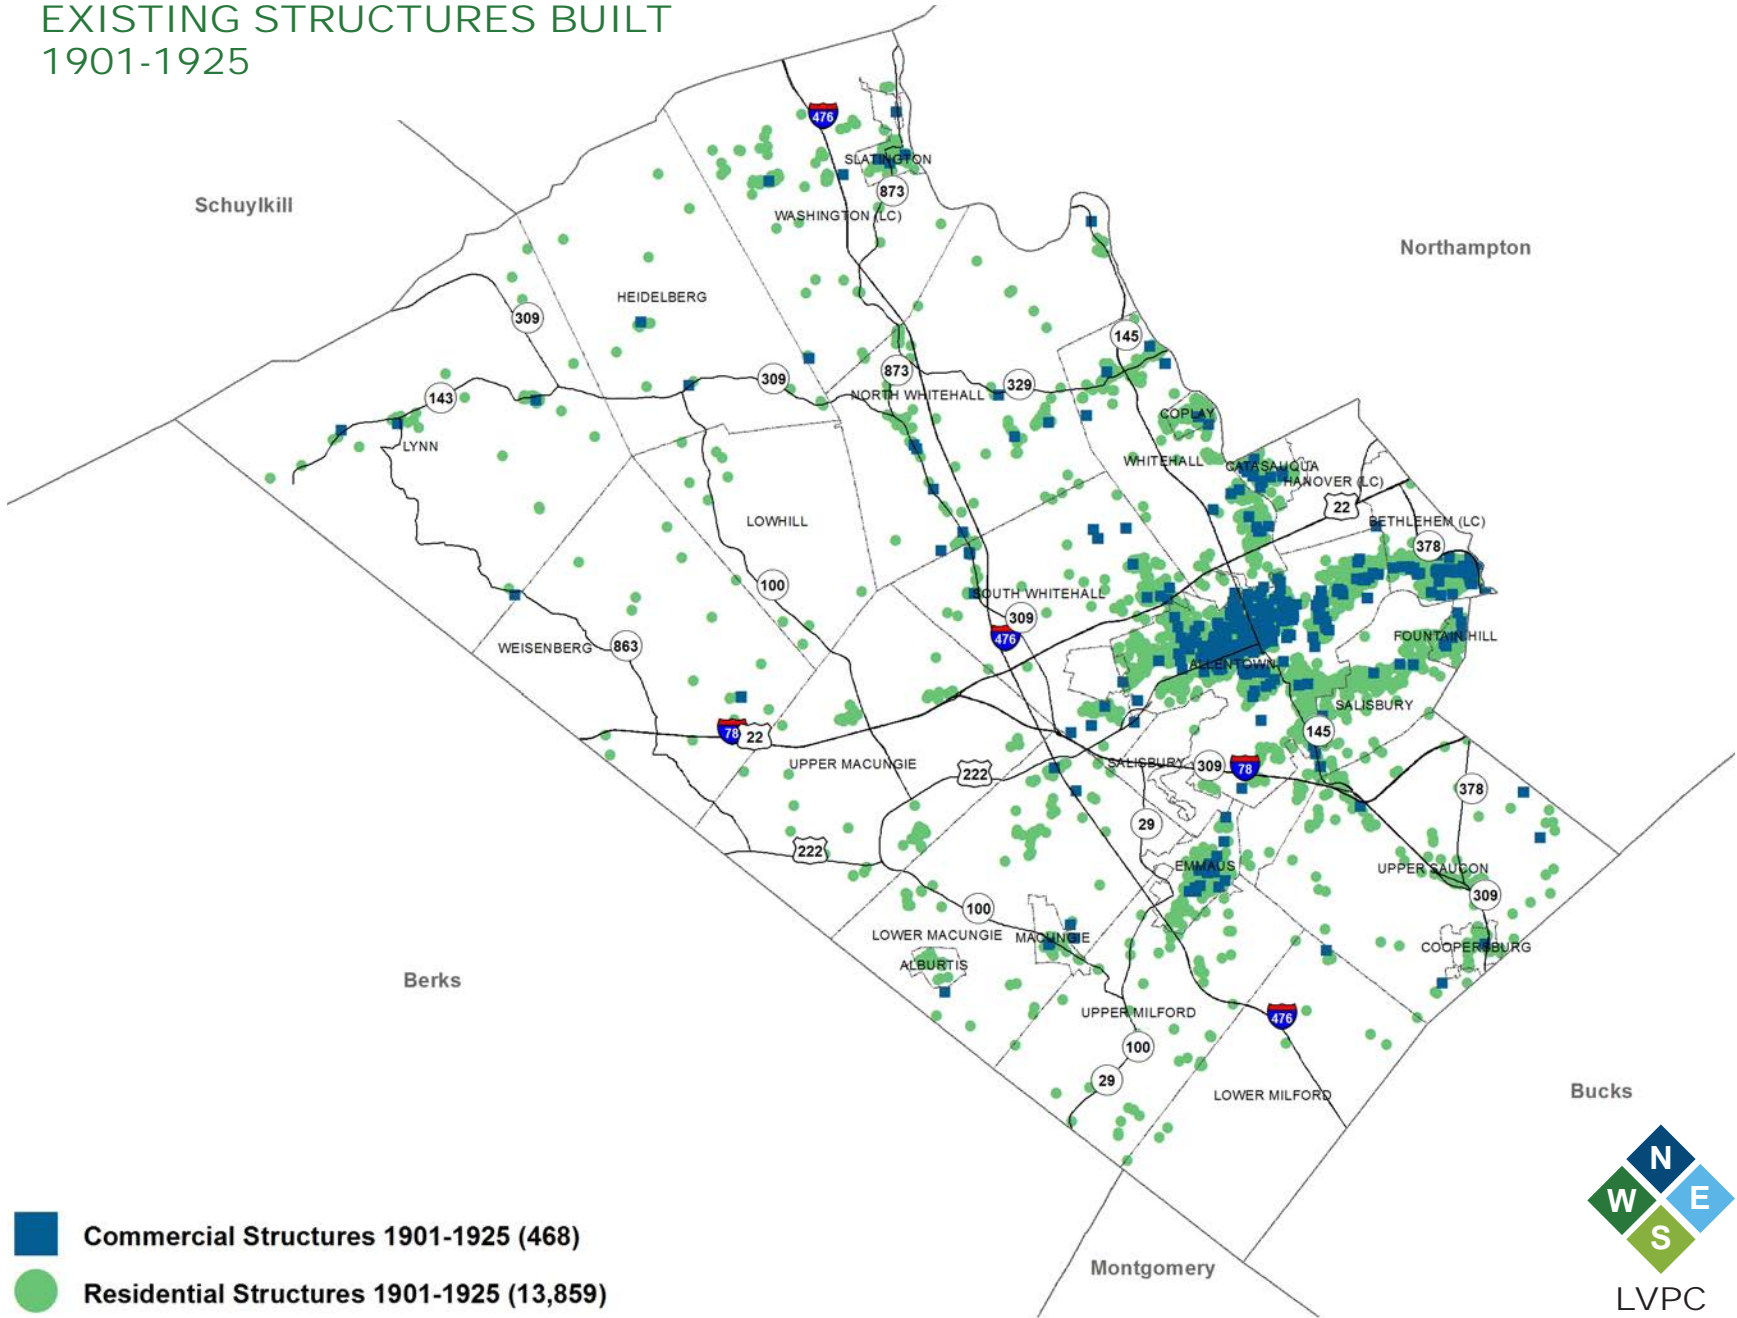 EXISTING STRUCTURES BUILT
1901-1925
476
SLATINGTON
873
Schuylkill
WASHINGTON (LC)
Northampton
HEIDELBERG
309
145
873
309
329
143
NORTH WHITEHALL
COPLAY
LYNN
WHITEHALL
CATASAUQUA
HANOVER (LC)
22
LOWHILL
BETHLEHEM (LC)
378
100
SOUTH WHITEHALL
309
476
FOUNTAIN HILL
WEISENBERG
863
ALLENTOWN
SALISBURY
78
22
145
UPPER MACUNGIE
222
SALISBURY
309
78
378
29
222
EMMAUS
UPPER SAUCON
309
100
LOWER MACUNGIE
MACUNGIE
COOPERSBURG
ALBURTIS
Berks
UPPER MILFORD
476
100
29
LOWER MILFORD
Bucks
N
W
E
S
LVPC
Commercial Structures 1901-1925 (468)
Residential Structures 1901-1925 (13,859)
Montgomery